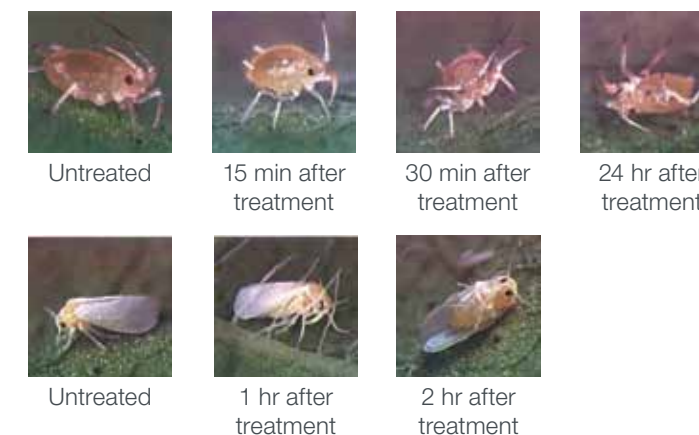 Untreated
15 min after
treatment
30 min after
treatment
24 hr after
treatment
Untreated
1 hr after
treatment
2 hr after
treatment